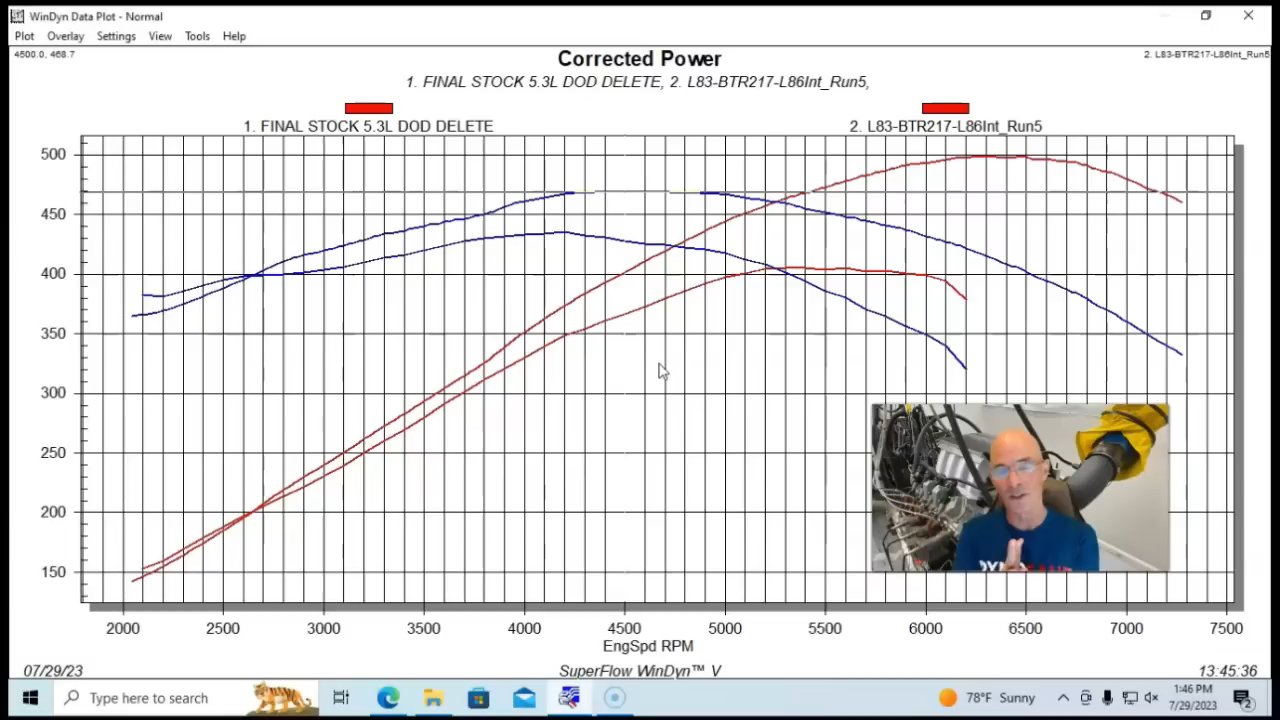 WinDyn Data Plot - Normal
Plot Overlay Settings View Tools Help
4500.0, 468.7
2. L83-BTR217-L86Int_Run5
Corrected Power
1. FINAL STOCK 5.3L DOD DELETE, 2. L83-BTR217-L86Int_Run5,
1. FINAL STOCK 5.3L DOD DELETE
2. L83-BTR217-L86Int_Run5
500
450
400
350
300
250
200
150
2000 2500 3000 3500 4000 4500 5000 5500 6000 6500 7000 7500
EngSpd RPM
07/29/23
SuperFlow WinDyn™ V
13:45:36
Type here to search
78°F Sunny
1:46 PM
7/29/2023
2